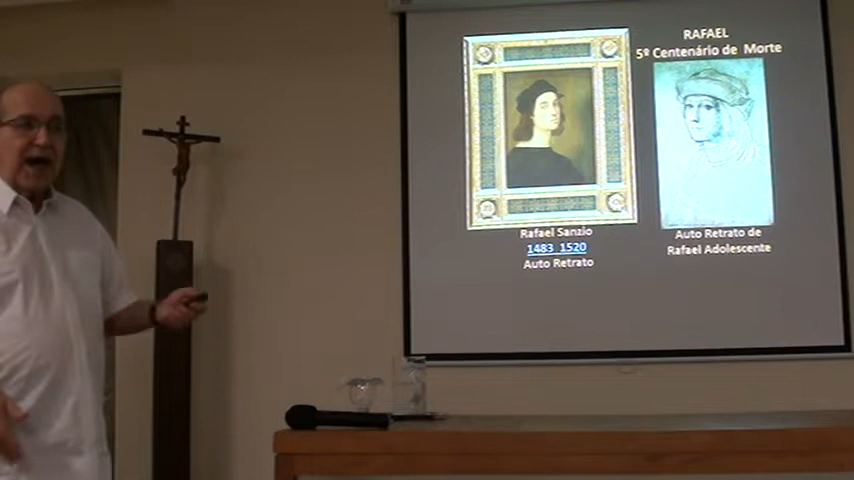 RAFAEL
5º Centenário de Morte
Rafael Sanzio
1483 1520
Auto Retrato
Auto Retrato de
Rafael Adolescente